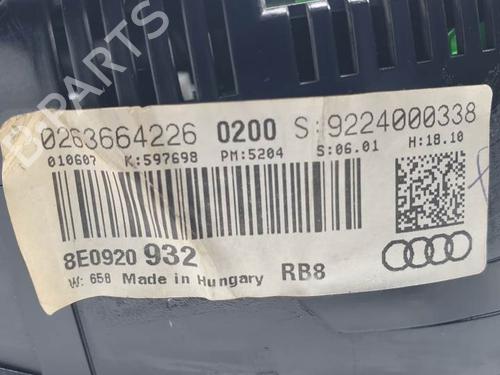 B-PARTS
0263664226 0200 S:9224000338
010607 K:597698 PM:5204 S:06.01 H:18.10
8E0920 932
W: 658 Made in Hungary RB8